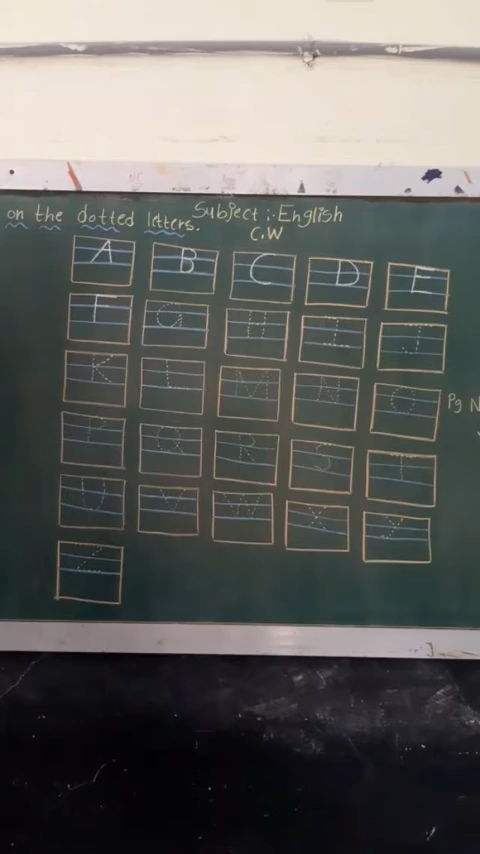 on the dotted letters. Subject :- English
C.W
A B C D E
F G H I J
K L M N O
Pg N
P Q R S T
U V W X Y
Z